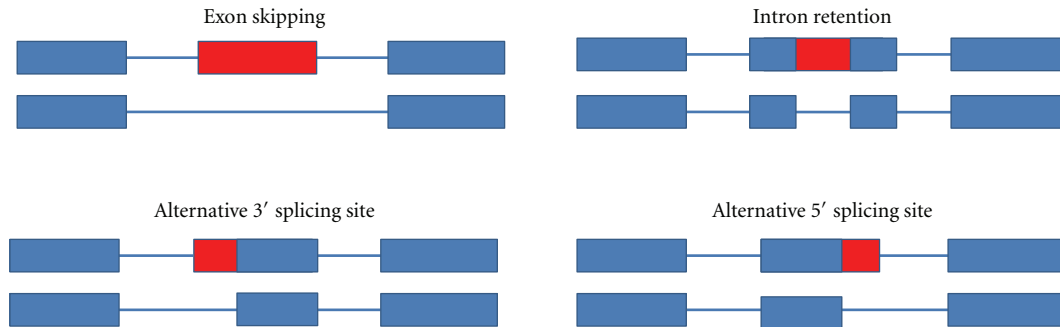 Exon skipping
Intron retention
Alternative 3′ splicing site
Alternative 5′ splicing site